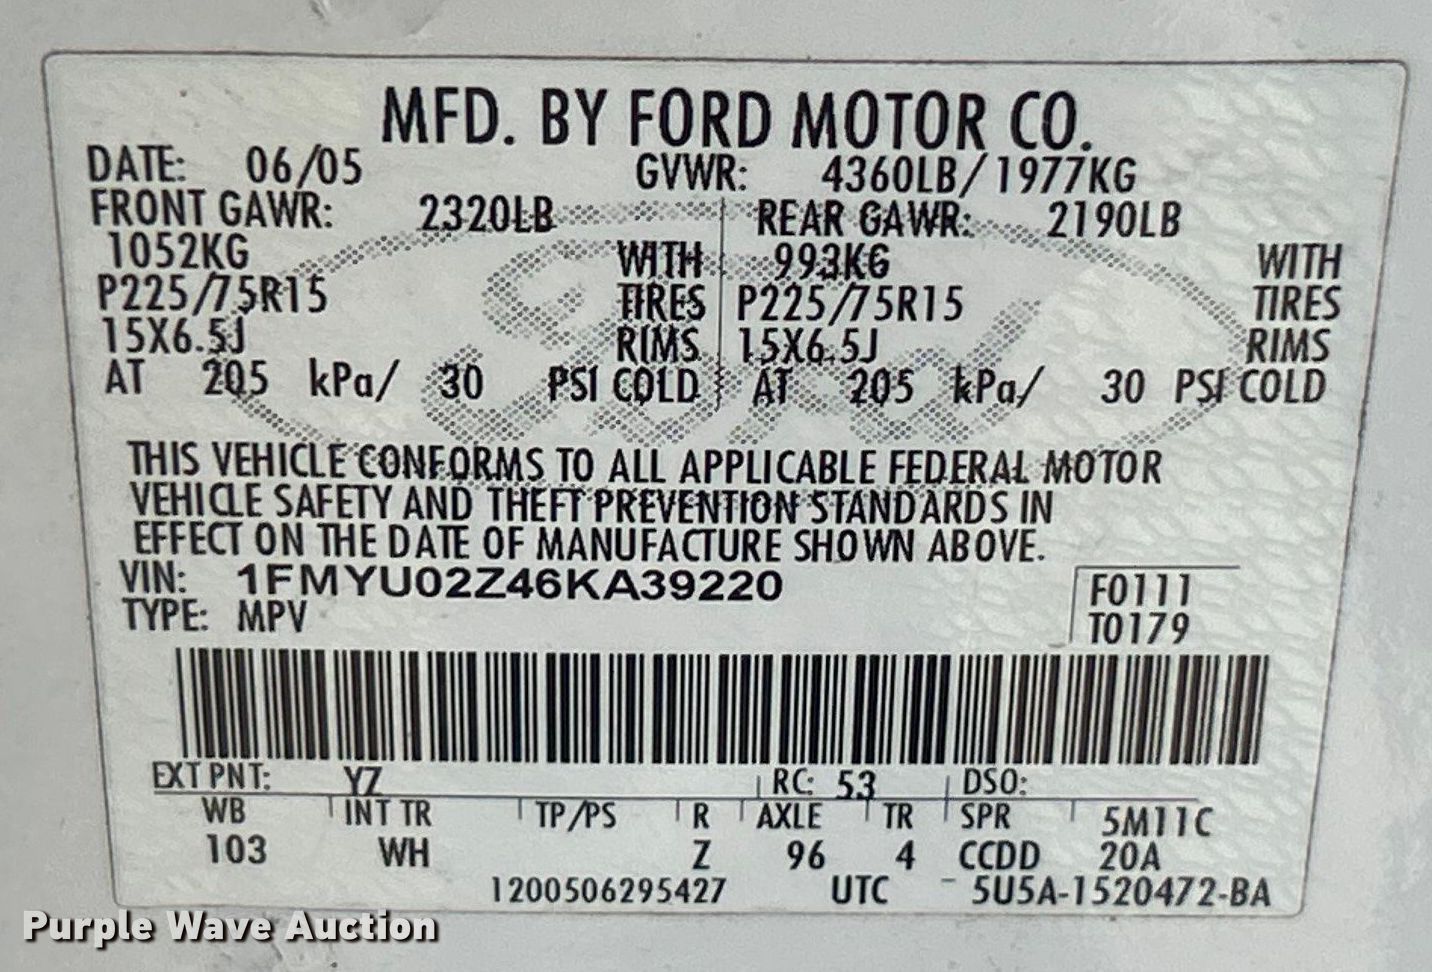 MFD. BY FORD MOTOR CO.
DATE: 06/05 GVWR: 4360LB/1977KG
FRONT GAWR: 2320LB REAR GAWR: 2190LB
1052KG WITH 993KG WITH
P225/75R15 TIRES P225/75R15 TIRES
15X6.5J RIMS 15X6.5J RIMS
AT 205 kPa/ 30 PSI COLD AT 205 kPa/ 30 PSI COLD
THIS VEHICLE CONFORMS TO ALL APPLICABLE FEDERAL MOTOR
VEHICLE SAFETY AND THEFT PREVENTION STANDARDS IN
EFFECT ON THE DATE OF MANUFACTURE SHOWN ABOVE.
VIN: 1FMYU02Z46KA39220 F0111
TYPE: MPV T0179
EXT PNT: YZ RC: 53 DSO:
WB INT TR TP/PS R AXLE TR SPR 5M11C
103 WH Z 96 4 CCDD 20A
1200506295427 UTC - 5U5A-1520472-BA
Purple Wave Auction